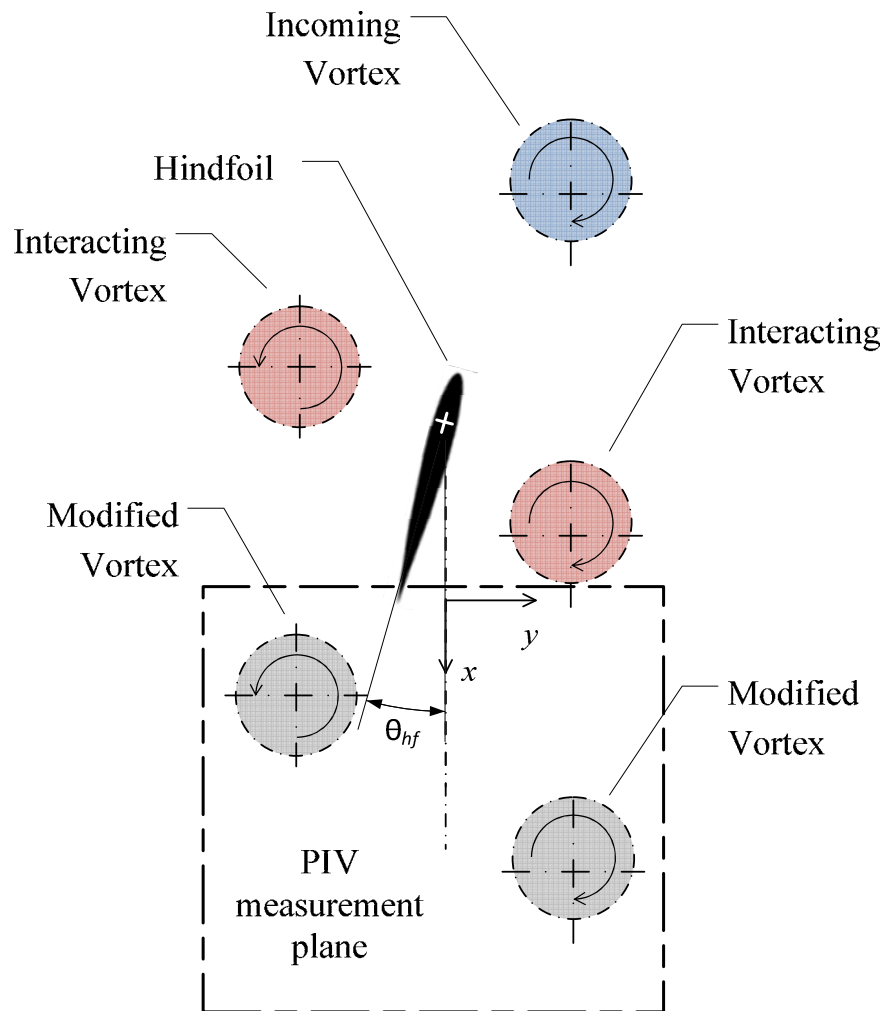 Incoming
Vortex
Hindfoil
Interacting
Vortex
Interacting
Vortex
Modified
Vortex
y
x
θhf
Modified
Vortex
PIV
measurement
plane